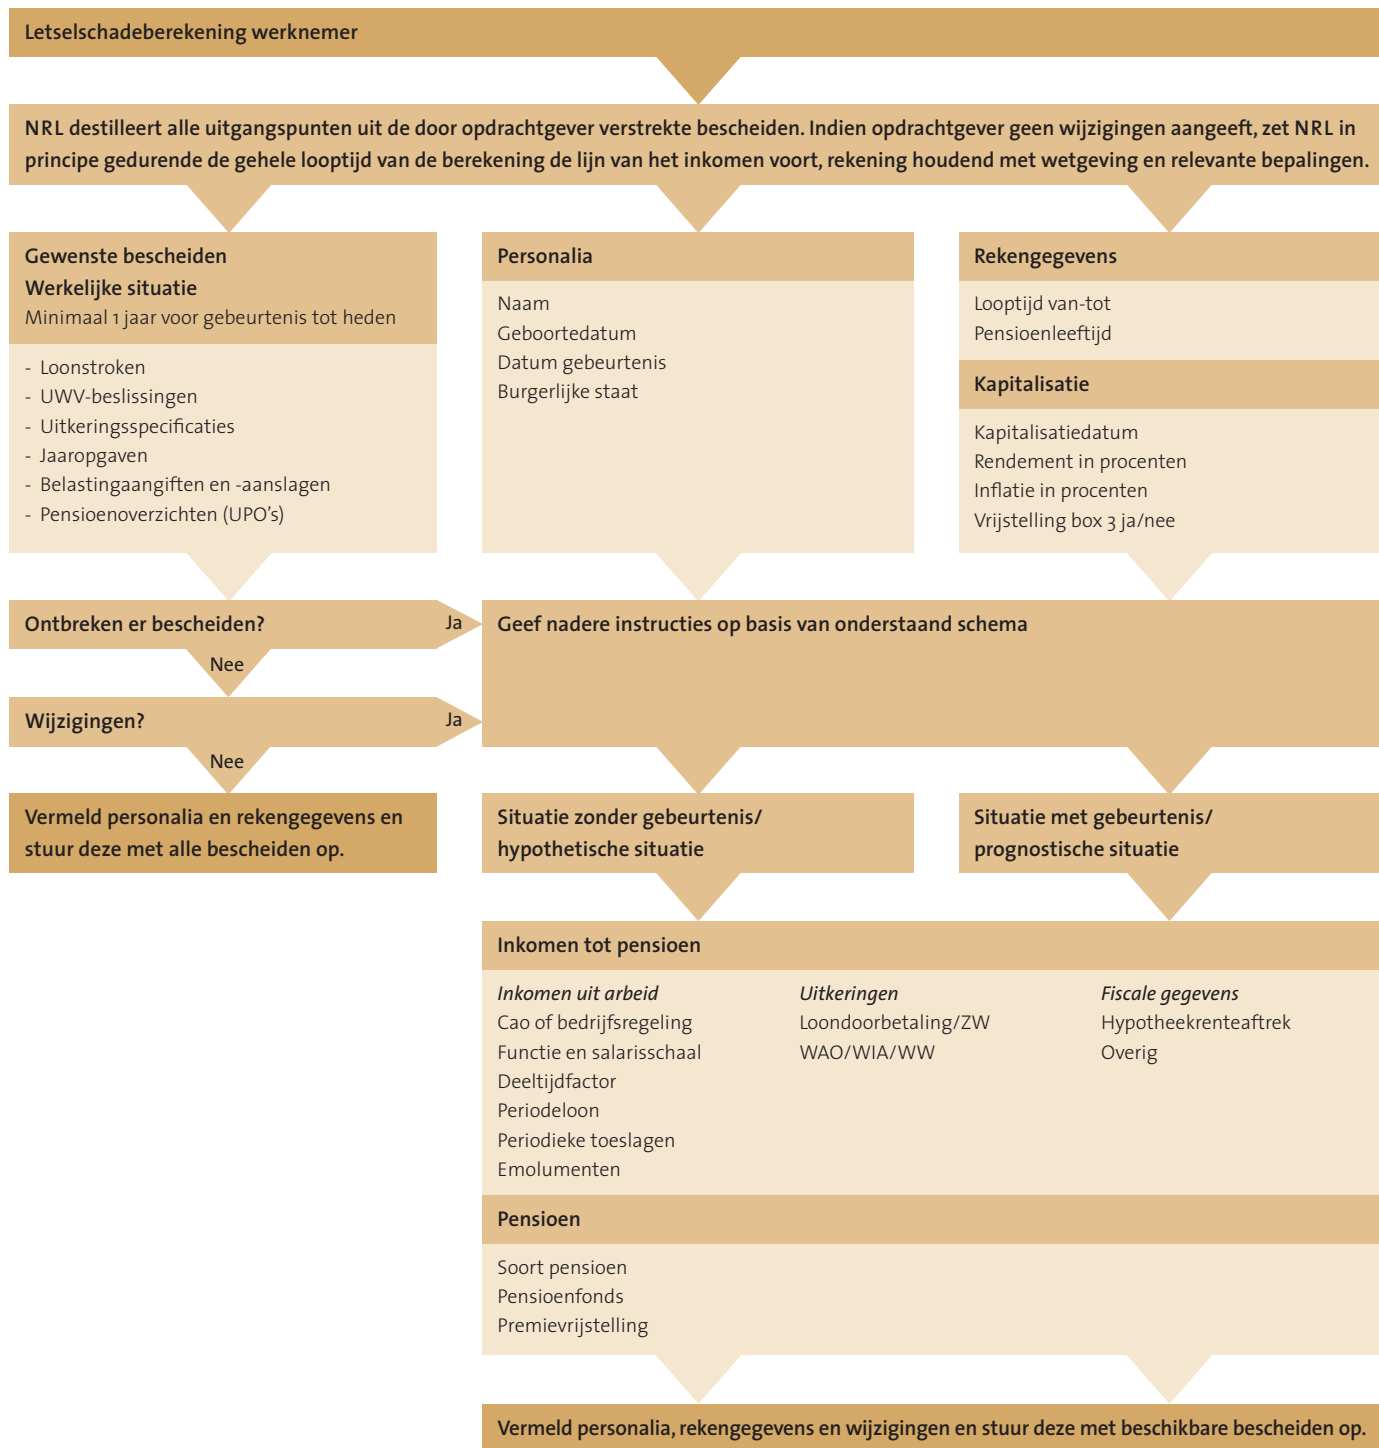 Letselschadeberekening werknemer
NRL destilleert alle uitgangspunten uit de door opdrachtgever verstrekte bescheiden. Indien opdrachtgever geen wijzigingen aangeeft, zet NRL in
principe gedurende de gehele looptijd van de berekening de lijn van het inkomen voort, rekening houdend met wetgeving en relevante bepalingen.
Gewenste bescheiden
Werkelijke situatie
Minimaal 1 jaar voor gebeurtenis tot heden
- Loonstroken
- UWV-beslissingen
- Uitkeringsspecificaties
- Jaaropgaven
- Belastingaangiften en -aanslagen
- Pensioenoverzichten (UPO’s)
Personalia
Naam
Geboortedatum
Datum gebeurtenis
Burgerlijke staat
Rekengegevens
Looptijd van-tot
Pensioenleeftijd
Kapitalisatie
Kapitalisatiedatum
Rendement in procenten
Inflatie in procenten
Vrijstelling box 3 ja/nee
Ontbreken er bescheiden?
Ja
Nee
Wijzigingen?
Ja
Nee
Vermeld personalia en rekengegevens en
stuur deze met alle bescheiden op.
Geef nadere instructies op basis van onderstaand schema
Situatie zonder gebeurtenis/
hypothetische situatie
Situatie met gebeurtenis/
prognostische situatie
Inkomen tot pensioen
Inkomen uit arbeid
Cao of bedrijfsregeling
Functie en salarisschaal
Deeltijdfactor
Periodeloon
Periodieke toeslagen
Emolumenten
Uitkeringen
Loondoorbetaling/ZW
WAO/WIA/WW
Fiscale gegevens
Hypotheekrenteaftrek
Overig
Pensioen
Soort pensioen
Pensioenfonds
Premievrijstelling
Vermeld personalia, rekengegevens en wijzigingen en stuur deze met beschikbare bescheiden op.